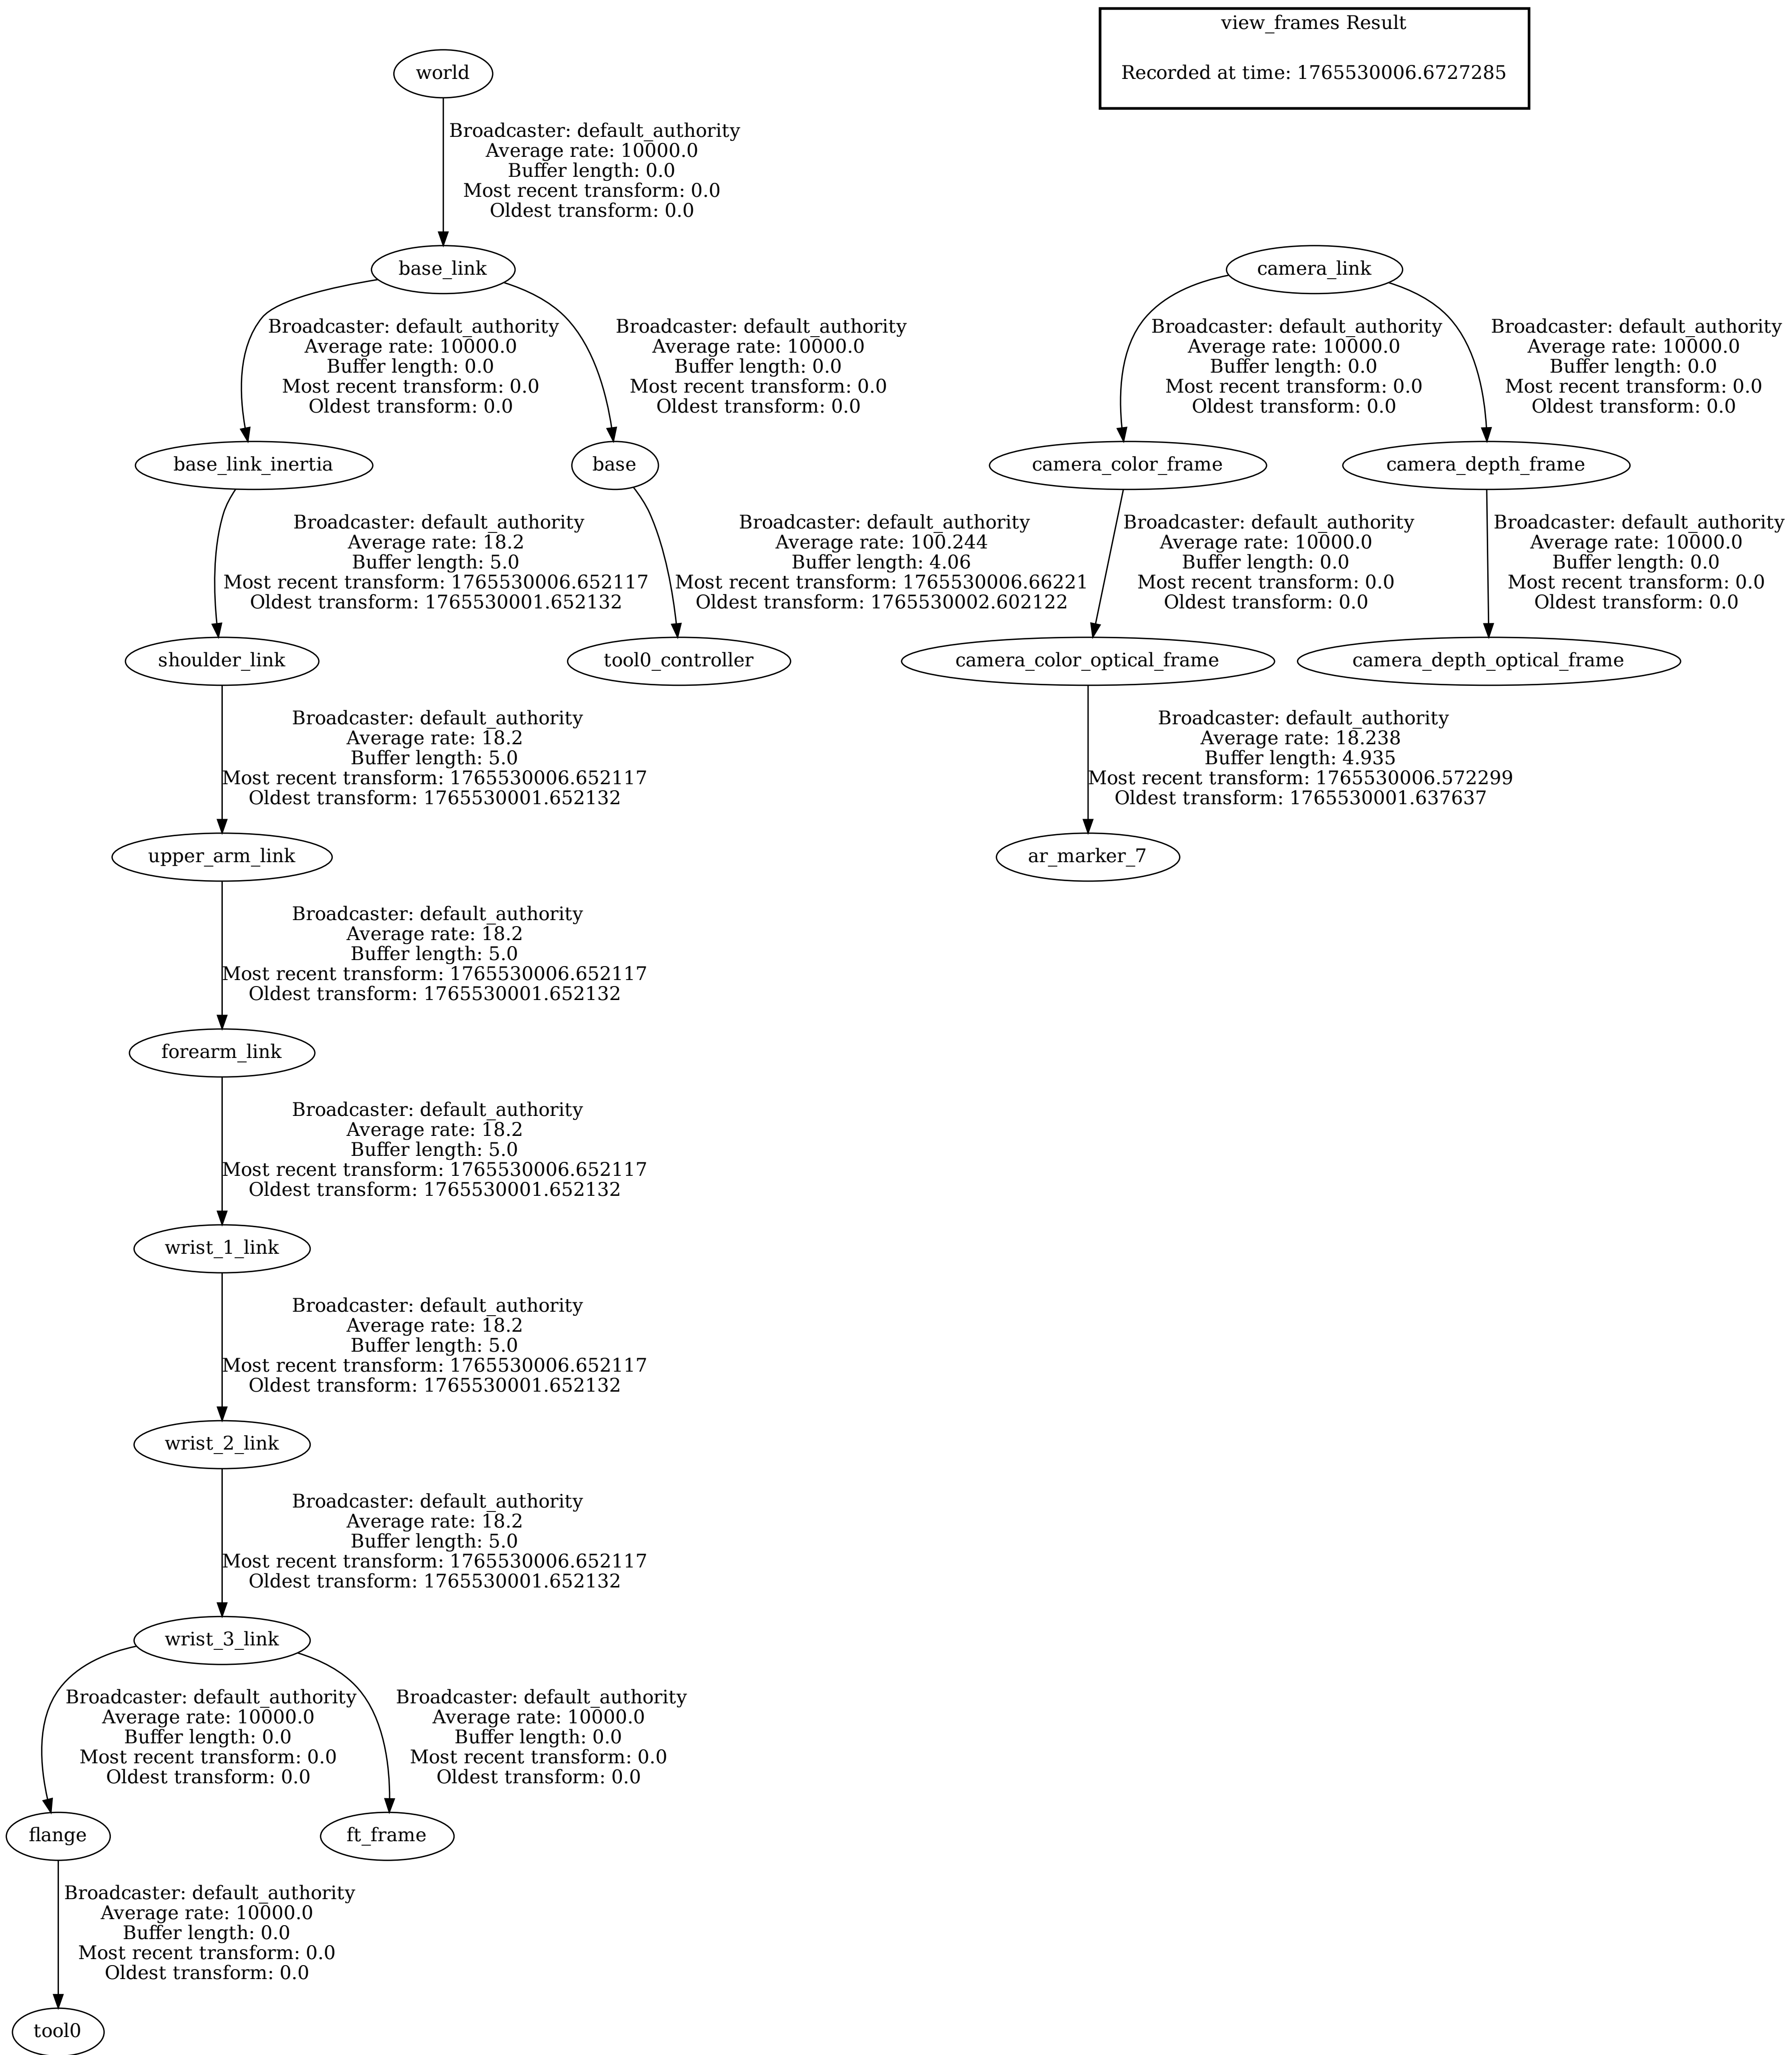 view_frames Result
Recorded at time: 1765530006.6727285
world
Broadcaster: default_authority
Average rate: 10000.0
Buffer length: 0.0
Most recent transform: 0.0
Oldest transform: 0.0
base_link
camera_link
Broadcaster: default_authority
Average rate: 10000.0
Buffer length: 0.0
Most recent transform: 0.0
Oldest transform: 0.0
Broadcaster: default_authority
Average rate: 10000.0
Buffer length: 0.0
Most recent transform: 0.0
Oldest transform: 0.0
Broadcaster: default_authority
Average rate: 10000.0
Buffer length: 0.0
Most recent transform: 0.0
Oldest transform: 0.0
Broadcaster: default_authority
Average rate: 10000.0
Buffer length: 0.0
Most recent transform: 0.0
Oldest transform: 0.0
base_link_inertia
base
camera_color_frame
camera_depth_frame
Broadcaster: default_authority
Average rate: 18.2
Buffer length: 5.0
Most recent transform: 1765530006.652117
Oldest transform: 1765530001.652132
Broadcaster: default_authority
Average rate: 100.244
Buffer length: 4.06
Most recent transform: 1765530006.66221
Oldest transform: 1765530002.602122
Broadcaster: default_authority
Average rate: 10000.0
Buffer length: 0.0
Most recent transform: 0.0
Oldest transform: 0.0
Broadcaster: default_authority
Average rate: 10000.0
Buffer length: 0.0
Most recent transform: 0.0
Oldest transform: 0.0
shoulder_link
tool0_controller
camera_color_optical_frame
camera_depth_optical_frame
Broadcaster: default_authority
Average rate: 18.2
Buffer length: 5.0
Most recent transform: 1765530006.652117
Oldest transform: 1765530001.652132
Broadcaster: default_authority
Average rate: 18.238
Buffer length: 4.935
Most recent transform: 1765530006.572299
Oldest transform: 1765530001.637637
upper_arm_link
ar_marker_7
Broadcaster: default_authority
Average rate: 18.2
Buffer length: 5.0
Most recent transform: 1765530006.652117
Oldest transform: 1765530001.652132
forearm_link
Broadcaster: default_authority
Average rate: 18.2
Buffer length: 5.0
Most recent transform: 1765530006.652117
Oldest transform: 1765530001.652132
wrist_1_link
Broadcaster: default_authority
Average rate: 18.2
Buffer length: 5.0
Most recent transform: 1765530006.652117
Oldest transform: 1765530001.652132
wrist_2_link
Broadcaster: default_authority
Average rate: 18.2
Buffer length: 5.0
Most recent transform: 1765530006.652117
Oldest transform: 1765530001.652132
wrist_3_link
Broadcaster: default_authority
Average rate: 10000.0
Buffer length: 0.0
Most recent transform: 0.0
Oldest transform: 0.0
Broadcaster: default_authority
Average rate: 10000.0
Buffer length: 0.0
Most recent transform: 0.0
Oldest transform: 0.0
flange
ft_frame
Broadcaster: default_authority
Average rate: 10000.0
Buffer length: 0.0
Most recent transform: 0.0
Oldest transform: 0.0
tool0